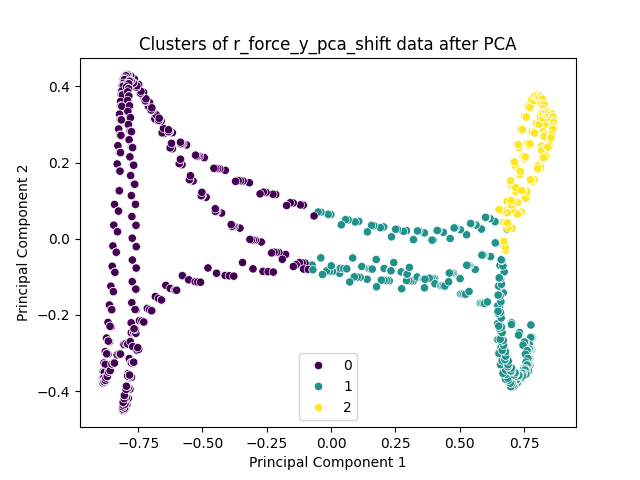 Clusters of r_force_y_pca_shift data after PCA
Principal Component 2
0.4
0.2
0.0
−0.2
−0.4
0
1
2
−0.75 −0.50 −0.25 0.00 0.25 0.50 0.75
Principal Component 1